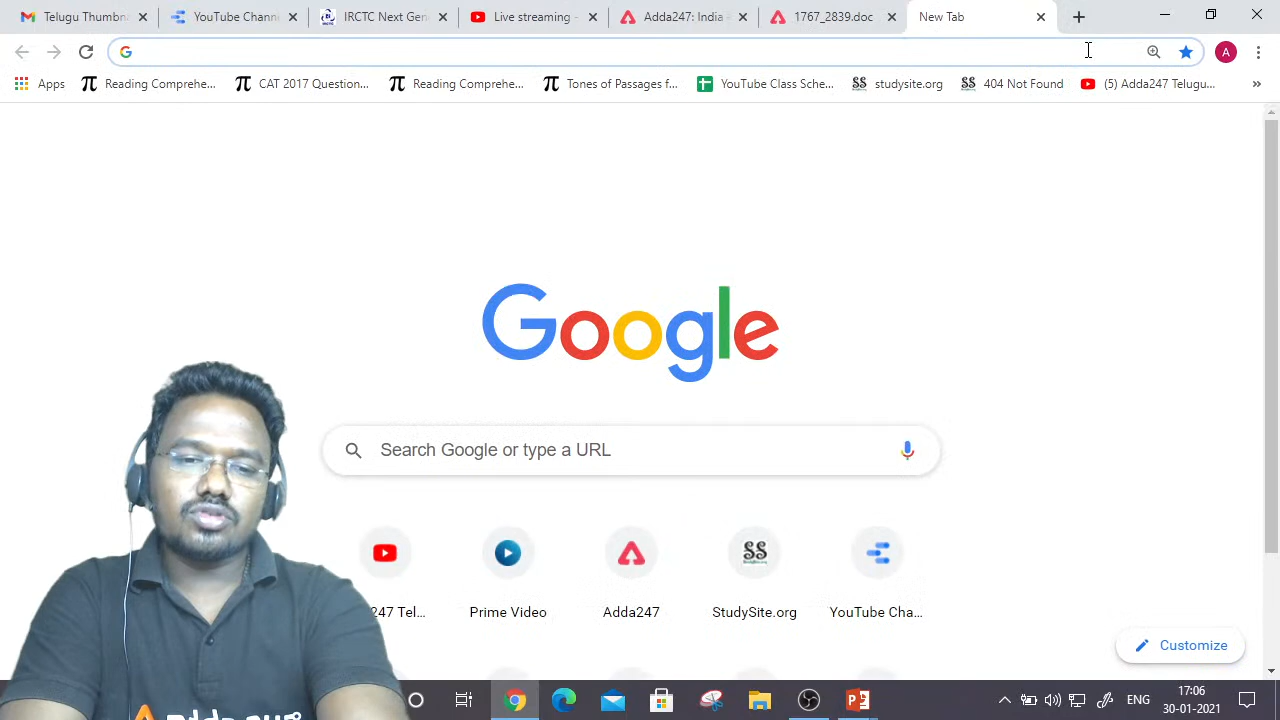 Telugu Thumbn
YouTube Chann
IRCTC Next Gen
Live streaming -
Adda247: India
1767_2839.doc
New Tab
A
Apps
Reading Comprehe...
CAT 2017 Question...
Reading Comprehe...
Tones of Passages f...
YouTube Class Sche...
studysite.org
404 Not Found
(5) Adda247 Telugu...
Google
Search Google or type a URL
247 Tel...
Prime Video
Adda247
StudySite.org
YouTube Cha...
Customize
ENG
17:06
30-01-2021